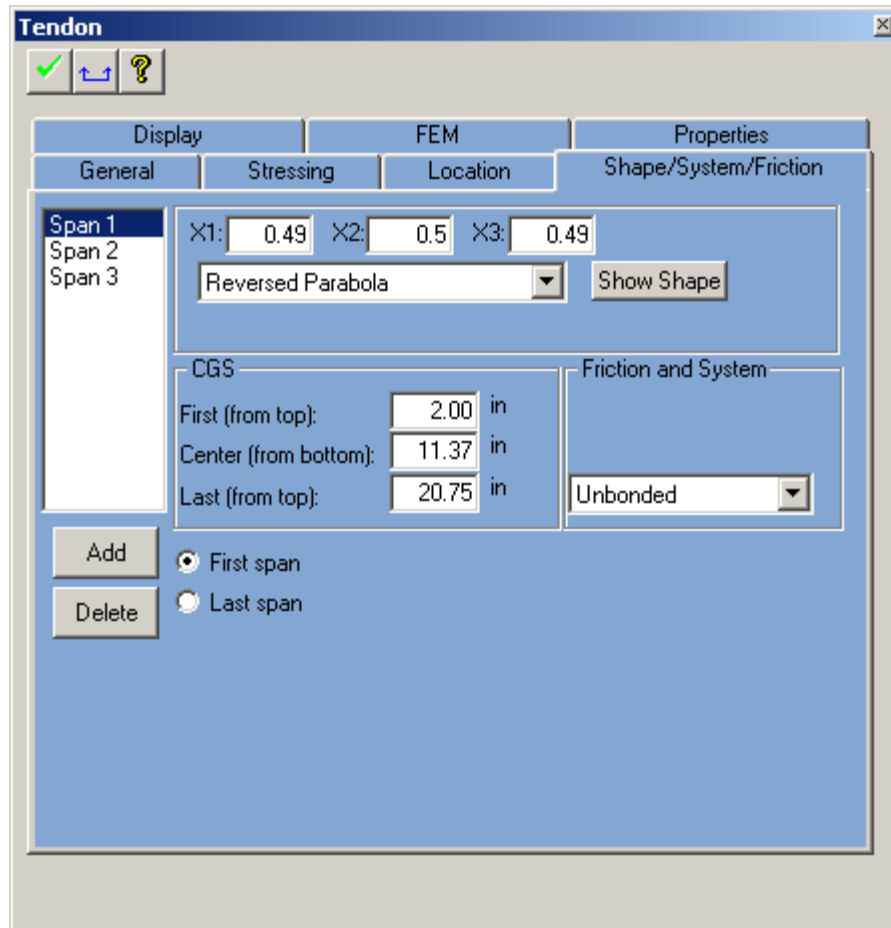 Tendon
Display FEM Properties
General Stressing Location Shape/System/Friction
Span 1
Span 2
Span 3
X1: 0.49 X2: 0.5 X3: 0.49
Reversed Parabola Show Shape
CGS
First (from top): 2.00 in
Center (from bottom): 11.37 in
Last (from top): 20.75 in
Friction and System
Unbonded
Add
Delete
First span
Last span